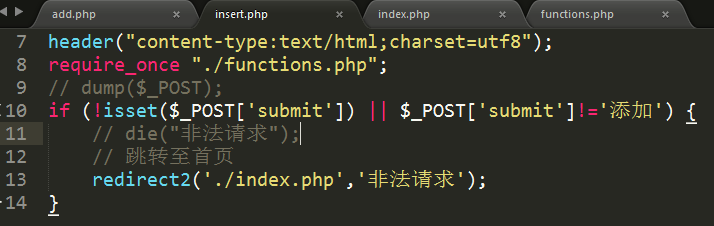 add.php × insert.php × index.php × functions.php ×
7 header("content-type:text/html;charset=utf8");
8 require_once "./functions.php";
9 // dump($_POST);
10 if (!isset($_POST['submit']) || $_POST['submit']!='添加') {
11 // die("非法请求");
12 // 跳转至首页
13 redirect2('./index.php','非法请求');
14 }